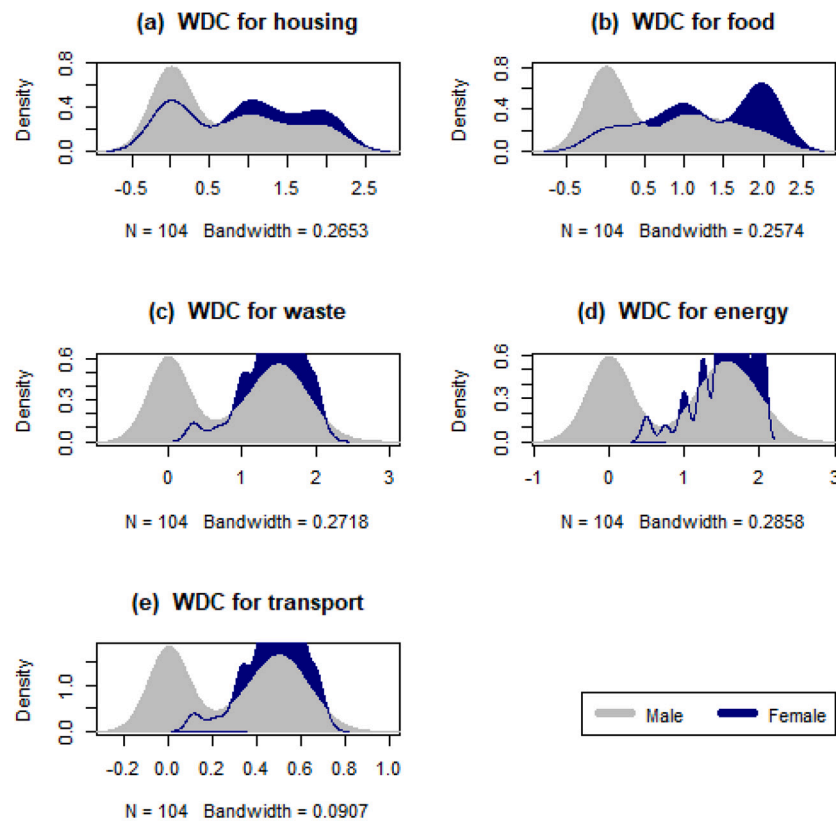 (a) WDC for housing
Density
0.0 0.4 0.8
-0.5 0.5 1.5 2.5
N = 104 Bandwidth = 0.2653
(b) WDC for food
Density
0.0 0.4 0.8
-0.5 0.5 1.0 1.5 2.0 2.5
N = 104 Bandwidth = 0.2574
(c) WDC for waste
Density
0.0 0.3 0.6
0 1 2 3
N = 104 Bandwidth = 0.2718
(d) WDC for energy
Density
0.0 0.3 0.6
-1 0 1 2 3
N = 104 Bandwidth = 0.2858
(e) WDC for transport
Density
0.0 1.0
-0.2 0.0 0.2 0.4 0.6 0.8 1.0
N = 104 Bandwidth = 0.0907
Male Female